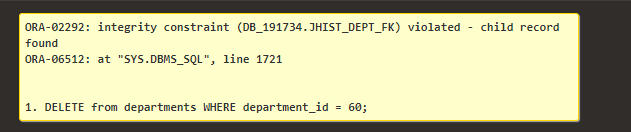 ORA-02292: integrity constraint (DB_191734.JHIST_DEPT_FK) violated - child record
found
ORA-06512: at "SYS.DBMS_SQL", line 1721
1. DELETE from departments WHERE department_id = 60;